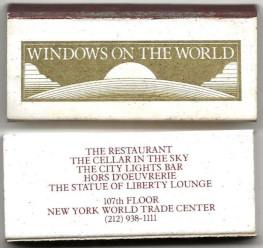 WINDOWS ON THE WORLD
THE RESTAURANT
THE CELLAR IN THE SKY
THE CITY LIGHTS BAR
HORS D'OEUVRERIE
THE STATUE OF LIBERTY LOUNGE
107th FLOOR
NEW YORK WORLD TRADE CENTER
(212) 938-1111